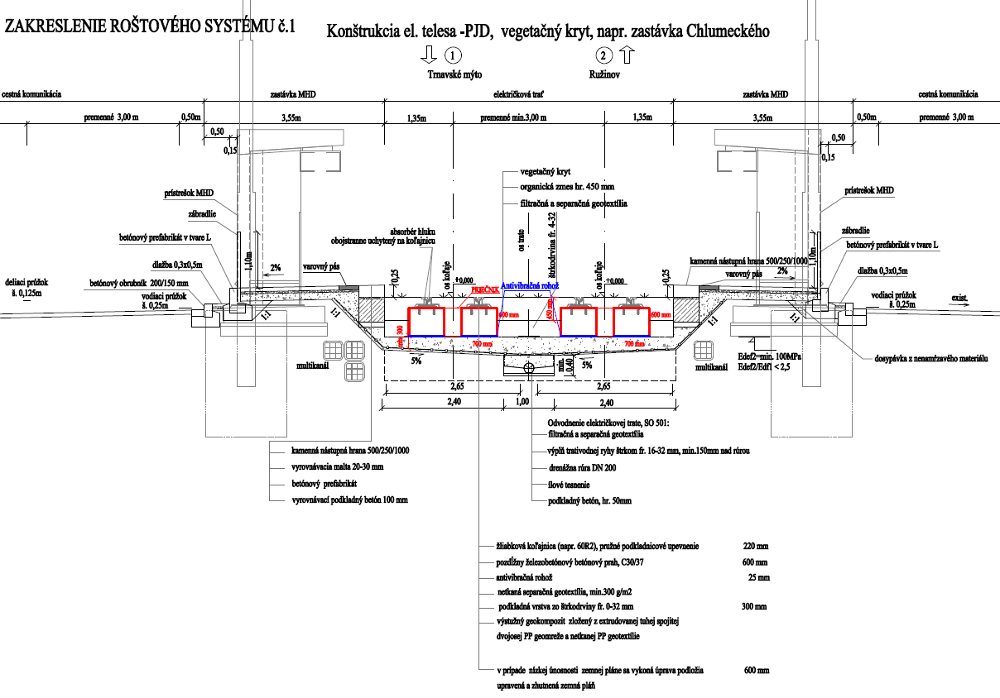 ZAKRESLENIE ROŠTOVÉHO SYSTÉMU č.1
Konštrukcia el. telesa -PJD, vegetačný kryt, napr. zastávka Chlumeckého
1
2
Trnavské mýto
Ružinov
cestná komunikácia
zastávka MHD
električková trať
zastávka MHD
cestná komunikácia
premenné 3,00 m
0,50m
3,55m
1,35m
premenné min.3,00 m
1,35m
3,55m
0,50m
premenné 3,00 m
0,50
0,15
0,50
0,15
vegetačný kryt
organická zmes hr. 450 mm
filtračná a separačná geotextília
prístrešok MHD
zábradlie
betónový prefabrikát v tvare L
dlažba 0,3x0,5m
betónový obrubník 200/150 mm
vodiaci prúžok
š. 0,25m
deliaci prúžok
š. 0,125m
1,10m
2%
varovný pás
absorbér hluku
obojstranne uchytený na koľajnicu
0,25
os koľaje
±0,000
PRIEČNIK
Antivibračná rohož
os trate
štrkodrvina fr. 4-32
os koľaje
±0,000
0,25
kamenná nástupná hrana 500/250/1000
varovný pás
2%
1,10m
prístrešok MHD
zábradlie
betónový prefabrikát v tvare L
dlažba 0,3x0,5m
vodiaci prúžok
š. 0,25m
exist.
1:1
1:1
1:1
1:1
600 mm
450 mm
600 mm
min. 300
700 mm
700 mm
5%
5%
min.
0,40
multikanál
multikanál
Edef2=min. 100MPa
Edef2/Edf1 < 2,5
dosypávka z nenamŕzavého materiálu
2,65
2,65
2,40
1,00
2,40
kamenná nástupná hrana 500/250/1000
vyrovnávacia malta 20-30 mm
betónový prefabrikát
vyrovnávací podkladný betón 100 mm
Odvodnenie električkovej trate, SO 501:
filtračná a separačná geotextília
výplň trativodnej ryhy štrkom fr. 16-32 mm, min.150mm nad rúrou
drenážna rúra DN 200
ílové tesnenie
podkladný betón, hr. 50mm
žliabková koľajnica (napr. 60R2), pružné podkladnicové upevnenie 220 mm
pozdĺžny železobetónový betónový prah, C30/37 600 mm
antivibračná rohož 25 mm
netkaná separačná geotextília, min.300 g/m2
podkladná vrstva zo štrkodrviny fr. 0-32 mm 300 mm
výstužný geokompozit zložený z extrudovanej tuhej spojitej
dvojosej PP geomreže a netkanej PP geotextílie
v prípade nízkej únosnosti zemnej pláne sa vykoná úprava podložia 600 mm
upravená a zhutnená zemná pláň